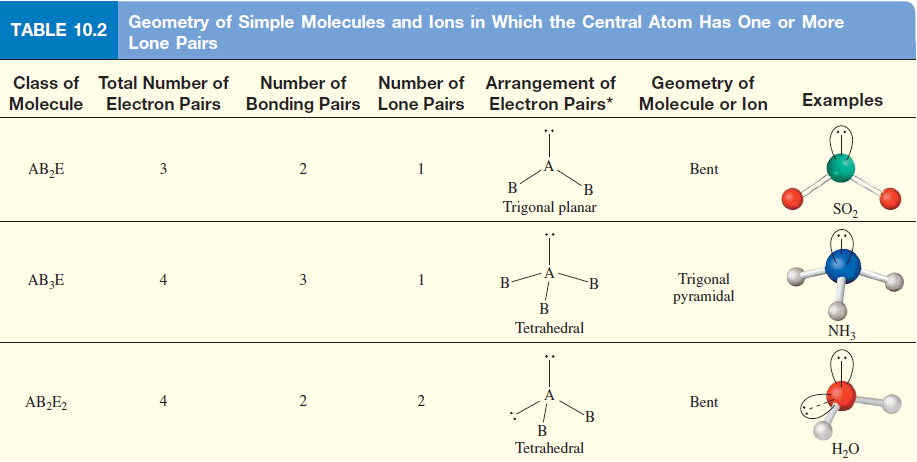 TABLE 10.2
Geometry of Simple Molecules and Ions in Which the Central Atom Has One or More
Lone Pairs
Class of Total Number of Number of Number of Arrangement of Geometry of
Molecule Electron Pairs Bonding Pairs Lone Pairs Electron Pairs* Molecule or Ion Examples
AB₂E 3 2 1 Bent
A
B B
Trigonal planar
SO₂
AB₃E 4 3 1 Trigonal
pyramidal
B A B
B
Tetrahedral
NH₃
AB₂E₂ 4 2 2 Bent
A
B
B
Tetrahedral
H₂O